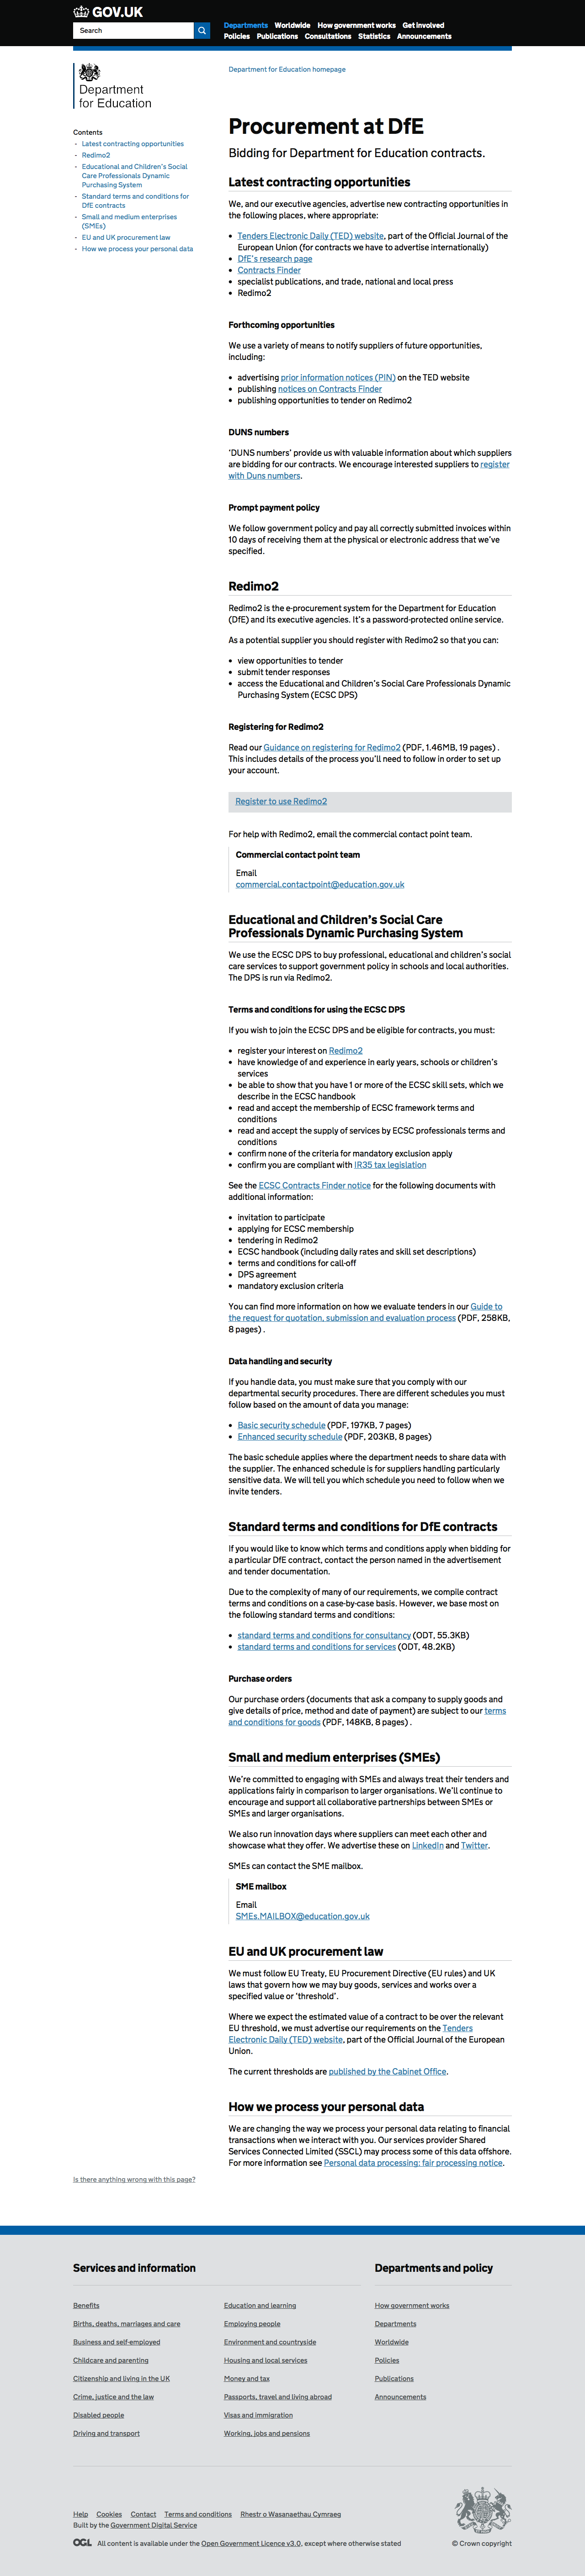 GOV.UK
Search
Departments Worldwide How government works Get involved
Policies Publications Consultations Statistics Announcements
Department
for Education
Department for Education homepage
Contents
Latest contracting opportunities
Redimo2
Educational and Children's Social
Care Professionals Dynamic
Purchasing System
Standard terms and conditions for
DfE contracts
Small and medium enterprises
(SMEs)
EU and UK procurement law
How we process your personal data
Procurement at DfE
Bidding for Department for Education contracts.
Latest contracting opportunities
We, and our executive agencies, advertise new contracting opportunities in
the following places, where appropriate:
• Tenders Electronic Daily (TED) website, part of the Official Journal of the
European Union (for contracts we have to advertise internationally)
• DfE's research page
• Contracts Finder
• specialist publications, and trade, national and local press
• Redimo2
Forthcoming opportunities
We use a variety of means to notify suppliers of future opportunities,
including:
• advertising prior information notices (PIN) on the TED website
• publishing notices on Contracts Finder
• publishing opportunities to tender on Redimo2
DUNS numbers
'DUNS numbers' provide us with valuable information about which suppliers
are bidding for our contracts. We encourage interested suppliers to register
with Duns numbers.
Prompt payment policy
We follow government policy and pay all correctly submitted invoices within
10 days of receiving them at the physical or electronic address that we've
specified.
Redimo2
Redimo2 is the e-procurement system for the Department for Education
(DfE) and its executive agencies. It's a password-protected online service.
As a potential supplier you should register with Redimo2 so that you can:
• view opportunities to tender
• submit tender responses
• access the Educational and Children's Social Care Professionals Dynamic
Purchasing System (ECSC DPS)
Registering for Redimo2
Read our Guidance on registering for Redimo2 (PDF, 1.46MB, 19 pages) .
This includes details of the process you'll need to follow in order to set up
your account.
Register to use Redimo2
For help with Redimo2, email the commercial contact point team.
Commercial contact point team
Email
commercial.contactpoint@education.gov.uk
Educational and Children's Social Care
Professionals Dynamic Purchasing System
We use the ECSC DPS to buy professional, educational and children's social
care services to support government policy in schools and local authorities.
The DPS is run via Redimo2.
Terms and conditions for using the ECSC DPS
If you wish to join the ECSC DPS and be eligible for contracts, you must:
• register your interest on Redimo2
• have knowledge of and experience in early years, schools or children's
services
• be able to show that you have 1 or more of the ECSC skill sets, which we
describe in the ECSC handbook
• read and accept the membership of ECSC framework terms and
conditions
• read and accept the supply of services by ECSC professionals terms and
conditions
• confirm none of the criteria for mandatory exclusion apply
• confirm you are compliant with IR35 tax legislation
See the ECSC Contracts Finder notice for the following documents with
additional information:
• invitation to participate
• applying for ECSC membership
• tendering in Redimo2
• ECSC handbook (including daily rates and skill set descriptions)
• terms and conditions for call-off
• DPS agreement
• mandatory exclusion criteria
You can find more information on how we evaluate tenders in our Guide to
the request for quotation, submission and evaluation process (PDF, 258KB,
8 pages) .
Data handling and security
If you handle data, you must make sure that you comply with our
departmental security procedures. There are different schedules you must
follow based on the amount of data you manage:
• Basic security schedule (PDF, 197KB, 7 pages)
• Enhanced security schedule (PDF, 203KB, 8 pages)
The basic schedule applies where the department needs to share data with
the supplier. The enhanced schedule is for suppliers handling particularly
sensitive data. We will tell you which schedule you need to follow when we
invite tenders.
Standard terms and conditions for DfE contracts
If you would like to know which terms and conditions apply when bidding for
a particular DfE contract, contact the person named in the advertisement
and tender documentation.
Due to the complexity of many of our requirements, we compile contract
terms and conditions on a case-by-case basis. However, we base most on
the following standard terms and conditions:
• standard terms and conditions for consultancy (ODT, 55.3KB)
• standard terms and conditions for services (ODT, 48.2KB)
Purchase orders
Our purchase orders (documents that ask a company to supply goods and
give details of price, method and date of payment) are subject to our terms
and conditions for goods (PDF, 148KB, 8 pages) .
Small and medium enterprises (SMEs)
We're committed to engaging with SMEs and always treat their tenders and
applications fairly in comparison to larger organisations. We'll continue to
encourage and support all collaborative partnerships between SMEs or
SMEs and larger organisations.
We also run innovation days where suppliers can meet each other and
showcase what they offer. We advertise these on LinkedIn and Twitter.
SMEs can contact the SME mailbox.
SME mailbox
Email
SMEs.MAILBOX@education.gov.uk
EU and UK procurement law
We must follow EU Treaty, EU Procurement Directive (EU rules) and UK
laws that govern how we may buy goods, services and works over a
specified value or 'threshold'.
Where we expect the estimated value of a contract to be over the relevant
EU threshold, we must advertise our requirements on the Tenders
Electronic Daily (TED) website, part of the Official Journal of the European
Union.
The current thresholds are published by the Cabinet Office.
How we process your personal data
We are changing the way we process your personal data relating to financial
transactions when we interact with you. Our services provider Shared
Services Connected Limited (SSCL) may process some of this data offshore.
For more information see Personal data processing: fair processing notice.
Is there anything wrong with this page?
Services and information
Benefits
Births, deaths, marriages and care
Business and self-employed
Childcare and parenting
Citizenship and living in the UK
Crime, justice and the law
Disabled people
Driving and transport
Education and learning
Employing people
Environment and countryside
Housing and local services
Money and tax
Passports, travel and living abroad
Visas and immigration
Working, jobs and pensions
Departments and policy
How government works
Departments
Worldwide
Policies
Publications
Announcements
Help Cookies Contact Terms and conditions Rhestr o Wasanaethau Cymraeg
Built by the Government Digital Service
OGL All content is available under the Open Government Licence v3.0, except where otherwise stated
© Crown copyright